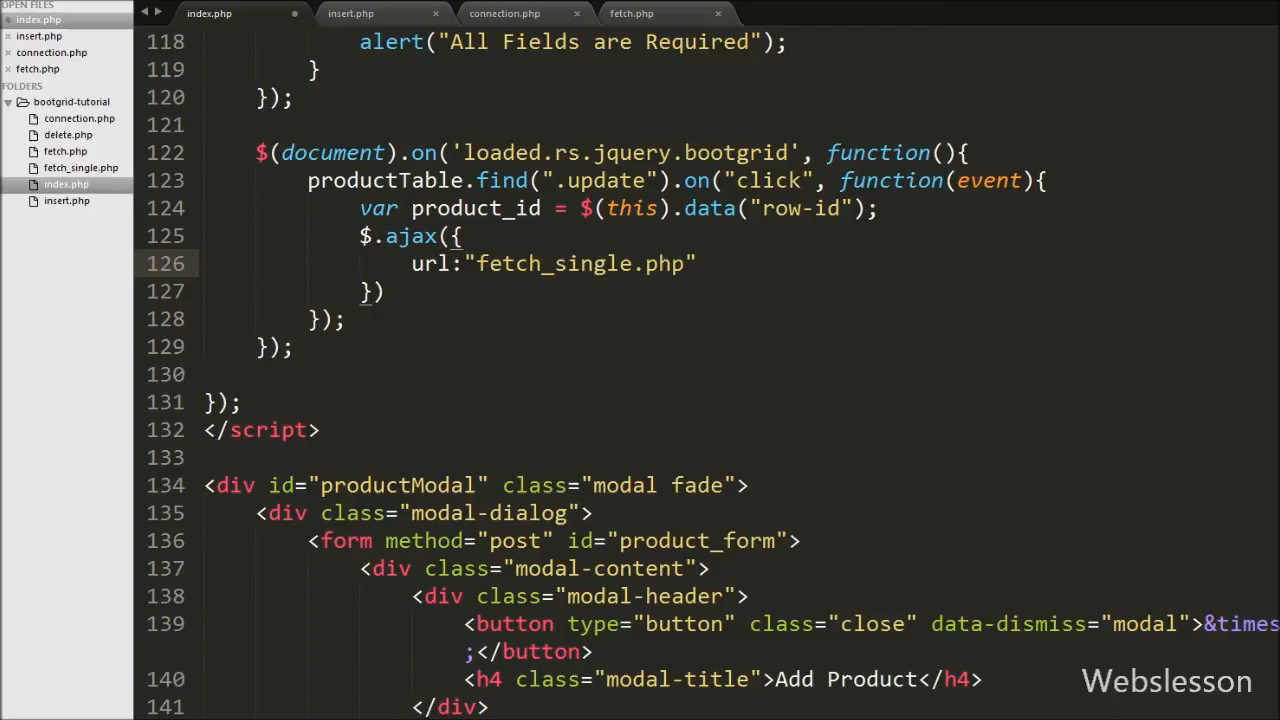 OPEN FILES
index.php
insert.php
connection.php
fetch.php
FOLDERS
bootgrid-tutorial
connection.php
delete.php
fetch.php
fetch_single.php
index.php
insert.php
index.php insert.php connection.php fetch.php
118 alert("All Fields are Required");
119 }
120 });
121
122 $(document).on('loaded.rs.jquery.bootgrid', function(){
123 productTable.find(".update").on("click", function(event){
124 var product_id = $(this).data("row-id");
125 $.ajax({
126 url:"fetch_single.php"
127 })
128 });
129 });
130
131 });
132 </script>
133
134 <div id="productModal" class="modal fade">
135 <div class="modal-dialog">
136 <form method="post" id="product_form">
137 <div class="modal-content">
138 <div class="modal-header">
139 <button type="button" class="close" data-dismiss="modal">&times
;</button>
140 <h4 class="modal-title">Add Product</h4>
141 </div>
Webslesson